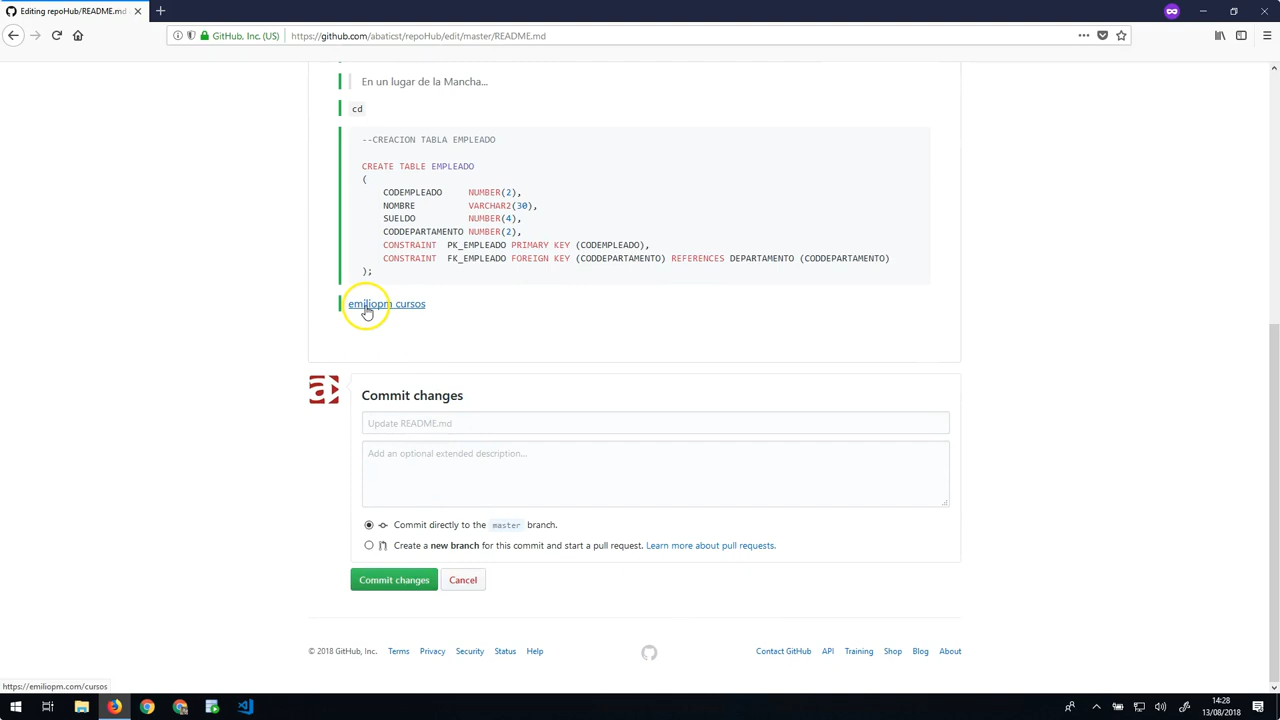 Editing repoHub/README.md
GitHub, Inc. (US)
https://github.com/abaticst/repoHub/edit/master/README.md
En un lugar de la Mancha...
cd
--CREACION TABLA EMPLEADO
CREATE TABLE EMPLEADO
(
CODEMPLEADO NUMBER(2),
NOMBRE VARCHAR2(30),
SUELDO NUMBER(4),
CODDEPARTAMENTO NUMBER(2),
CONSTRAINT PK_EMPLEADO PRIMARY KEY (CODEMPLEADO),
CONSTRAINT FK_EMPLEADO FOREIGN KEY (CODDEPARTAMENTO) REFERENCES DEPARTAMENTO (CODDEPARTAMENTO)
);
emiliopm cursos
Commit changes
Update README.md
Add an optional extended description...
Commit directly to the master branch.
Create a new branch for this commit and start a pull request. Learn more about pull requests.
Commit changes Cancel
© 2018 GitHub, Inc. Terms Privacy Security Status Help Contact GitHub API Training Shop Blog About
https://emiliopm.com/cursos
14:28
13/08/2018